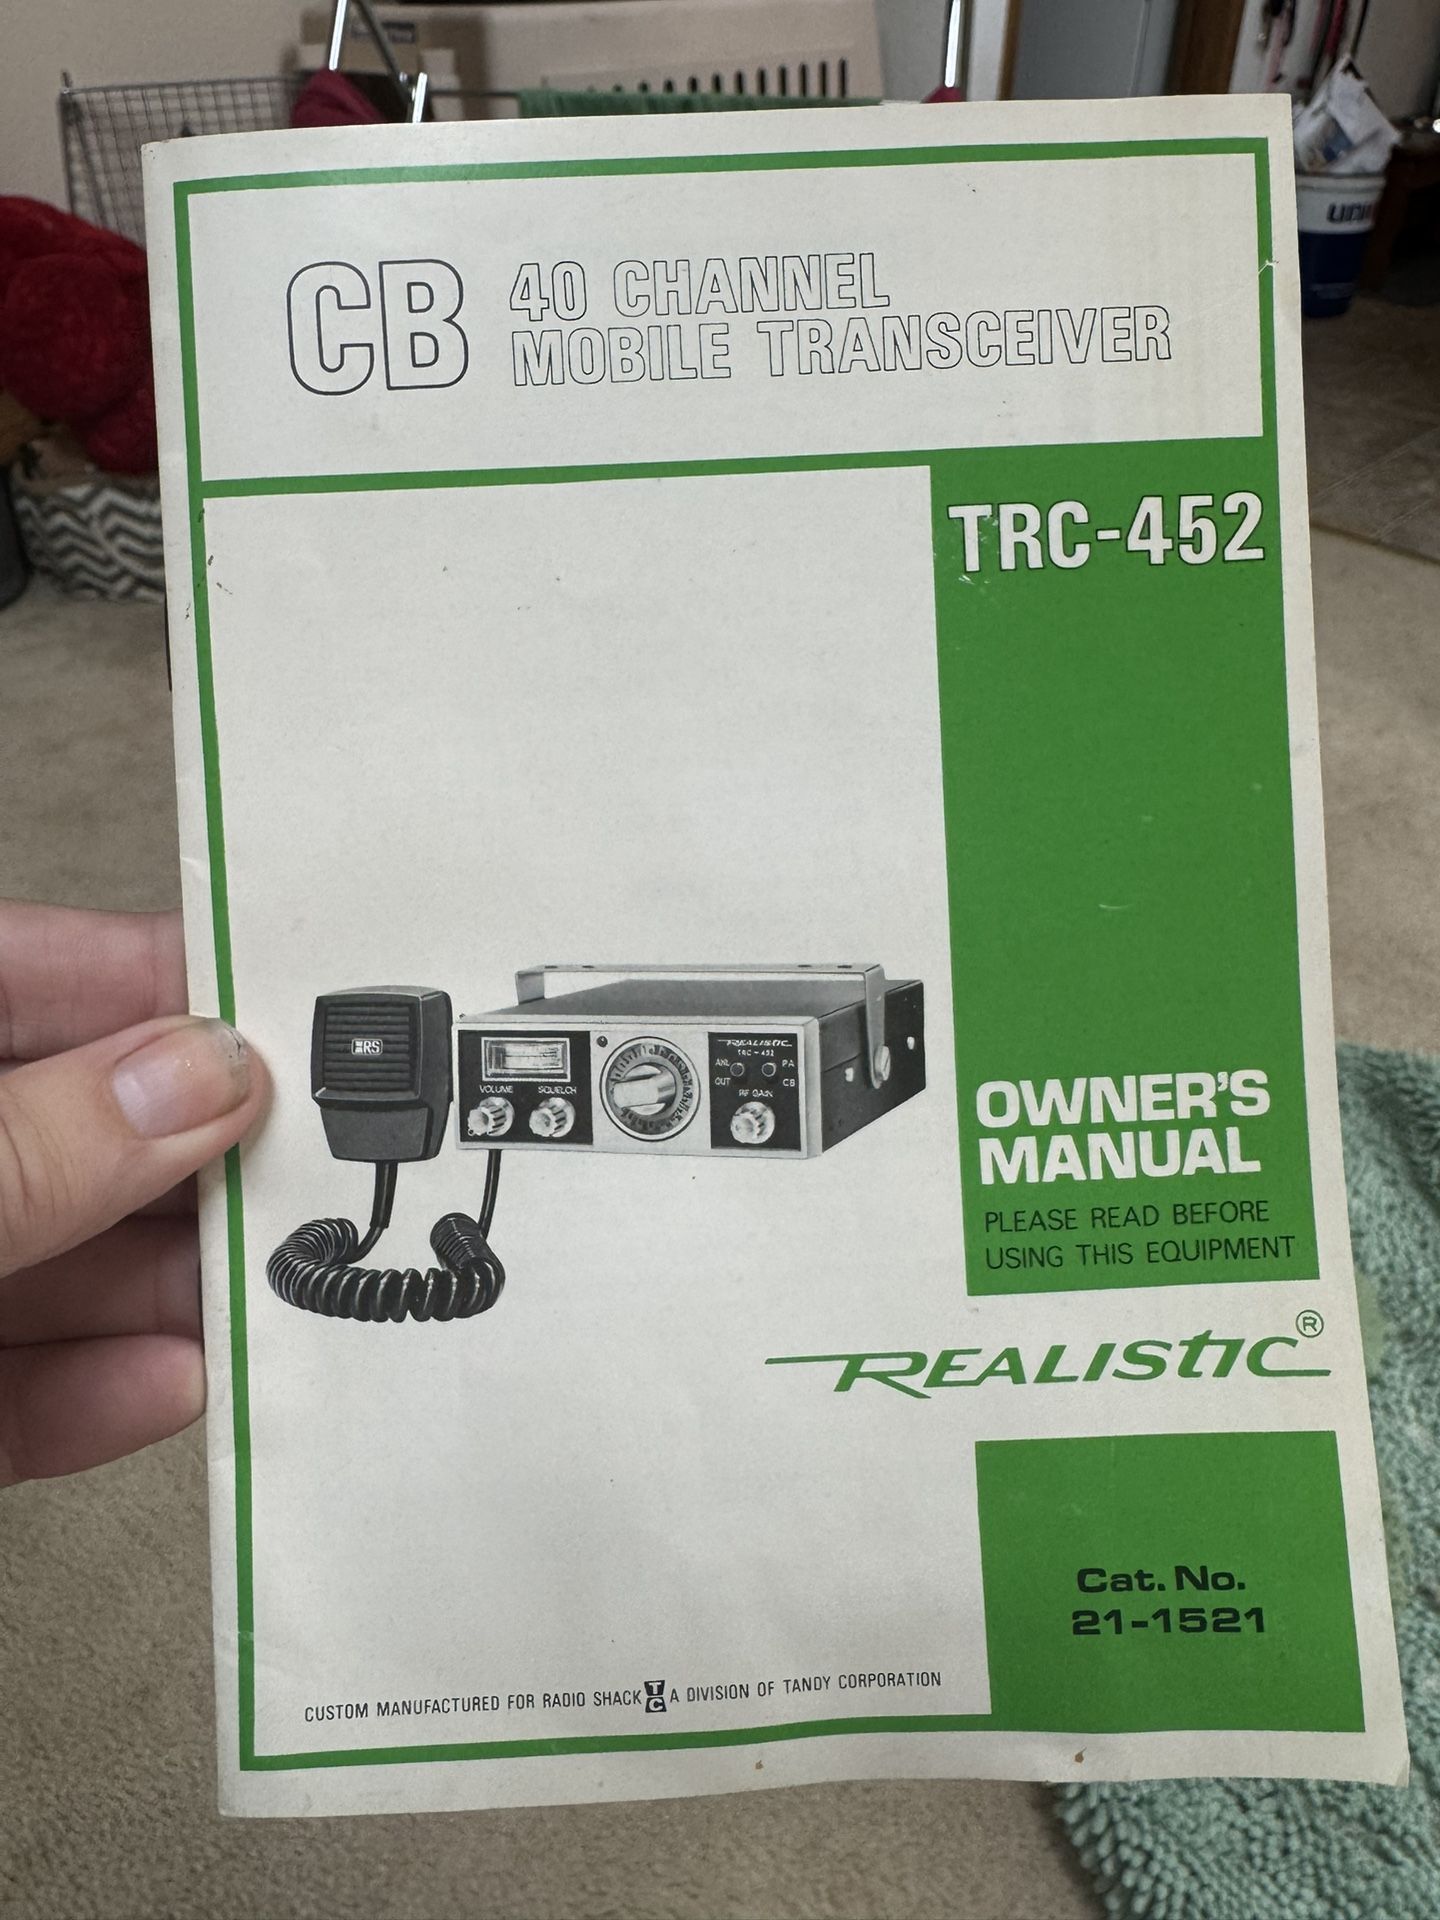 CB 40 CHANNEL
MOBILE TRANSCEIVER
TRC-452
RS
REALISTIC
TRC-452
ANL PA
OUT CB
VOLUME SQUELCH
RF GAIN
OWNER'S
MANUAL
PLEASE READ BEFORE
USING THIS EQUIPMENT
REALISTIC®
Cat. No.
21-1521
CUSTOM MANUFACTURED FOR RADIO SHACK TC A DIVISION OF TANDY CORPORATION